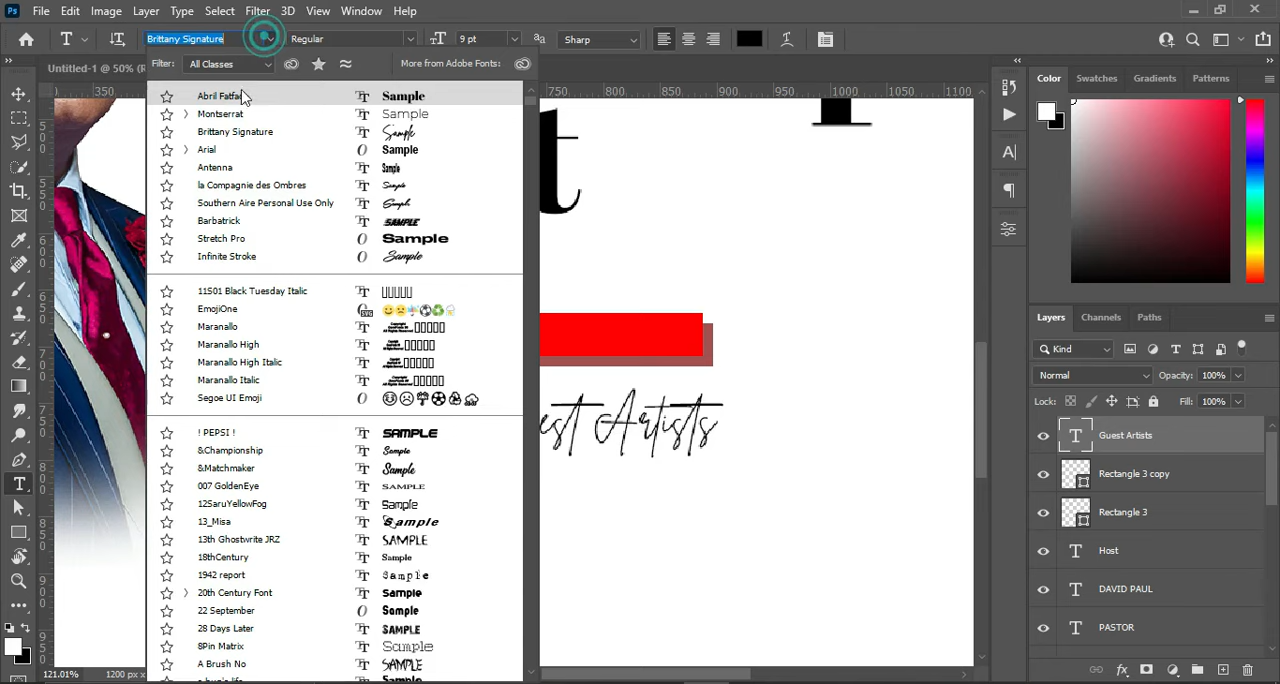 Ps File Edit Image Layer Type Select Filter 3D View Window Help
Brittany Signature Regular 9 pt Sharp
Untitled-1 @ 50%
Filter: All Classes More from Adobe Fonts:
Abril Fatfa Sample
Montserrat Sample
Brittany Signature Sample
Arial Sample
Antenna Sample
la Compagnie des Ombres Sample
Southern Aire Personal Use Only Sample
Barbatrick SAMPLE
Stretch Pro Sample
Infinite Stroke Sample
11S01 Black Tuesday Italic
EmojiOne
Maranallo
Maranallo High
Maranallo High Italic
Maranallo Italic
Segoe UI Emoji
! PEPSI ! SAMPLE
&Championship Sample
&Matchmaker Sample
007 GoldenEye SAMPLE
12SaruYellowFog Sample
13_Misa Sample
13th Ghostwrite JRZ SAMPLE
18thCentury Sample
1942 report Sample
20th Century Font Sample
22 September Sample
28 Days Later SAMPLE
8Pin Matrix Sample
A Brush No SAMPLE
350 750 800 850 900 950 1000 1050 1100
t
est Artists
Color Swatches Gradients Patterns
Layers Channels Paths
Kind
Normal Opacity: 100%
Lock: Fill: 100%
Guest Artists
Rectangle 3 copy
Rectangle 3
Host
DAVID PAUL
PASTOR
121.01% 1200 px x